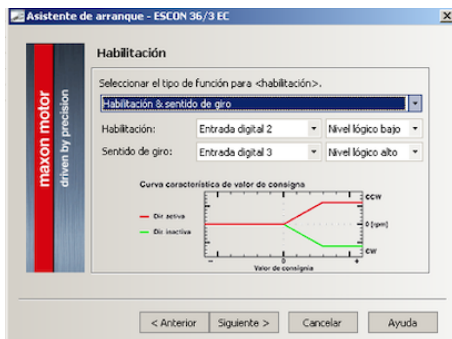 Asistente de arranque - ESCON 36/3 EC
Habilitación
maxon motor
driven by precision
Seleccionar el tipo de función para <habilitación>.
Habilitación & sentido de giro
Habilitación: Entrada digital 2 Nivel lógico bajo
Sentido de giro: Entrada digital 3 Nivel lógico alto
Curva característica de valor de consigna
Dir activa
Dir inactiva
CCW
0 [rpm]
CW
- 0 +
Valor de consignia
< Anterior Siguiente > Cancelar Ayuda